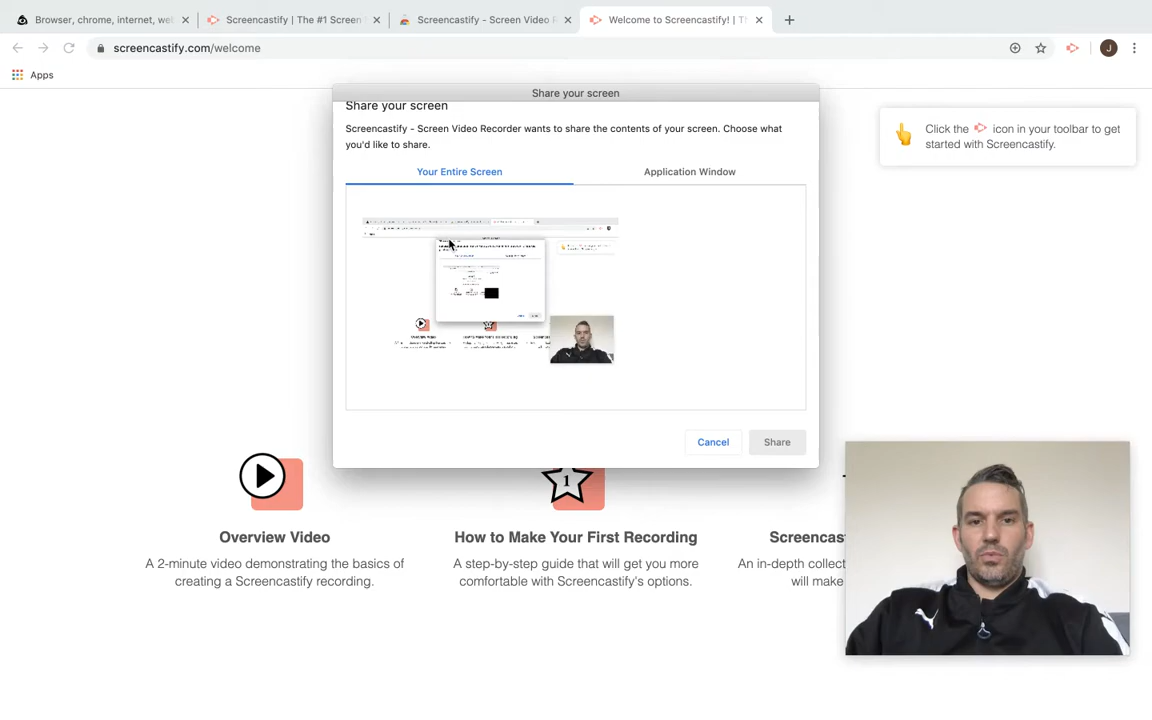 Browser, chrome, internet, we
Screencastify | The #1 Screen
Screencastify - Screen Video R
Welcome to Screencastify! | Th
screencastify.com/welcome
J
Apps
Share your screen
Share your screen
Screencastify - Screen Video Recorder wants to share the contents of your screen. Choose what
you'd like to share.
Your Entire Screen
Application Window
Cancel
Share
Click the icon in your toolbar to get
started with Screencastify.
1
Overview Video
A 2-minute video demonstrating the basics of
creating a Screencastify recording.
How to Make Your First Recording
A step-by-step guide that will get you more
comfortable with Screencastify's options.
Screencas
An in-depth collect
will make